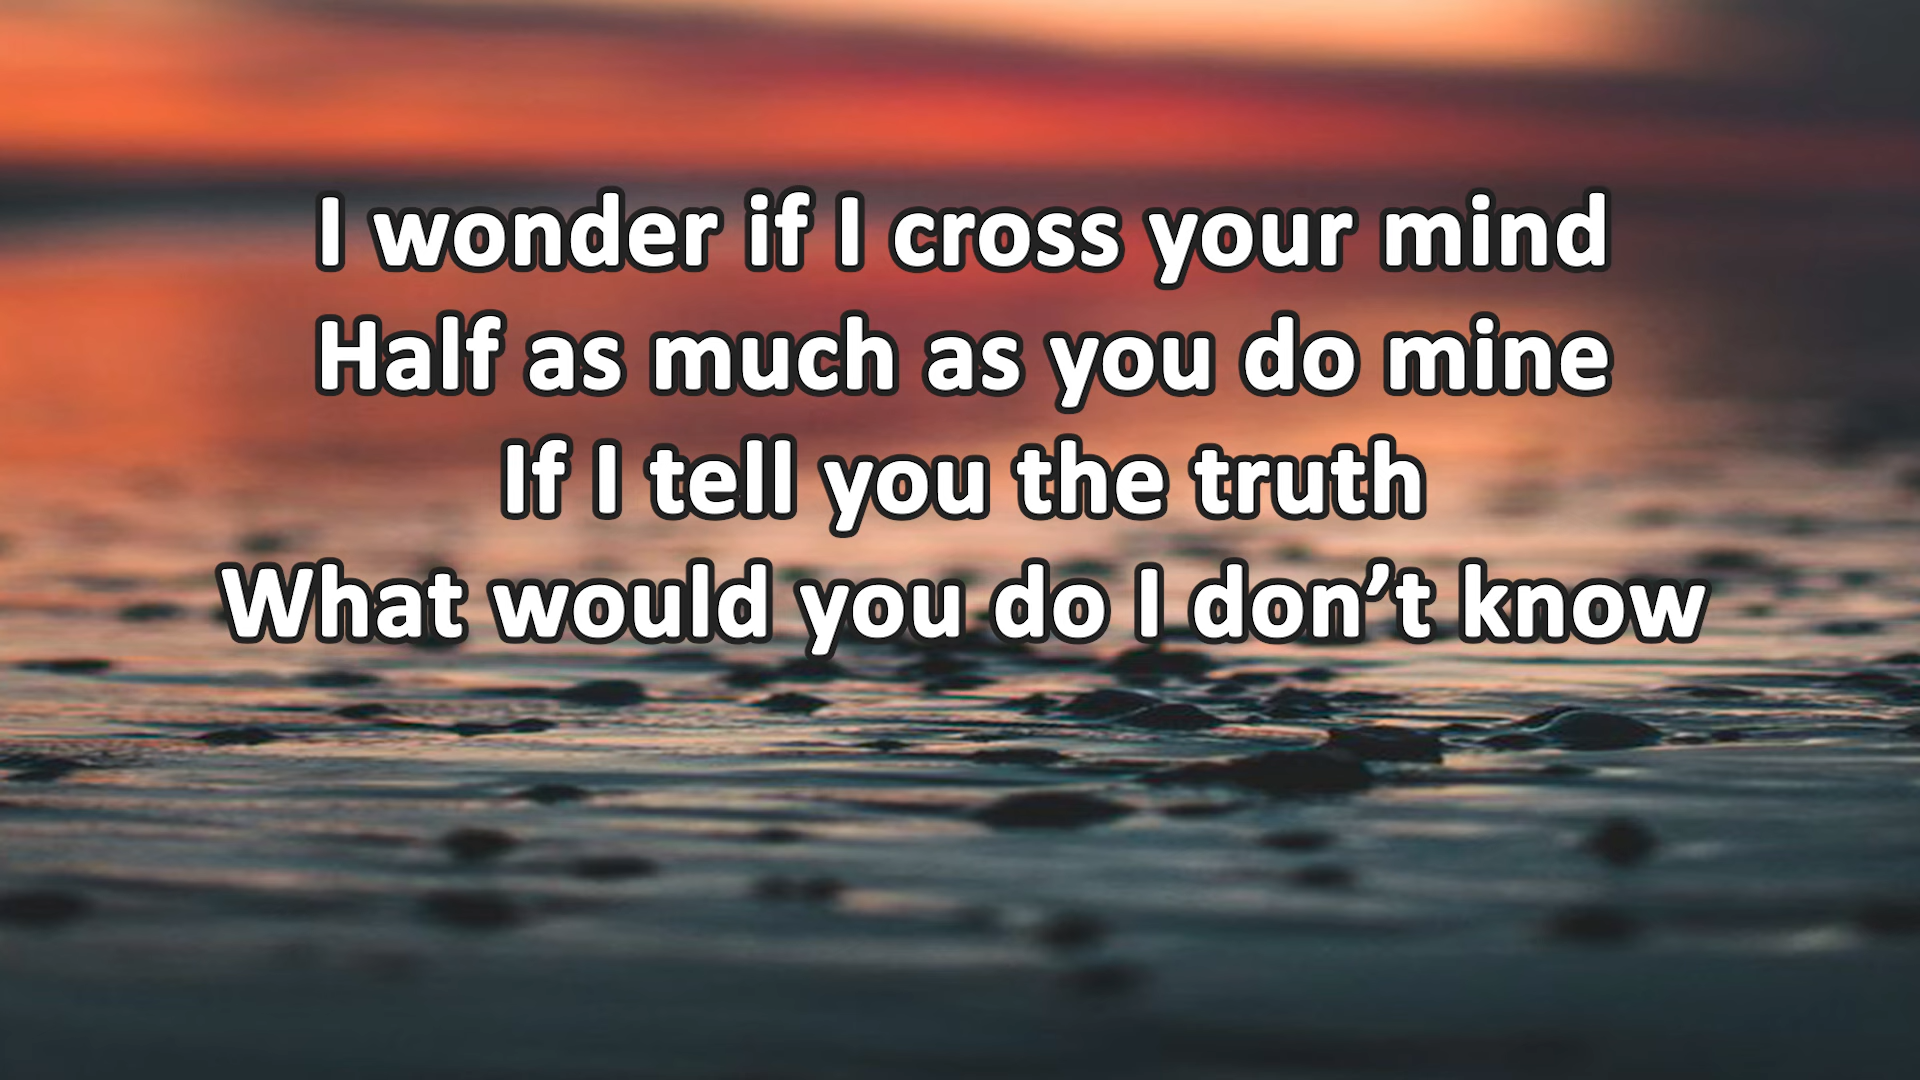 I wonder if I cross your mind
Half as much as you do mine
If I tell you the truth
What would you do I don’t know